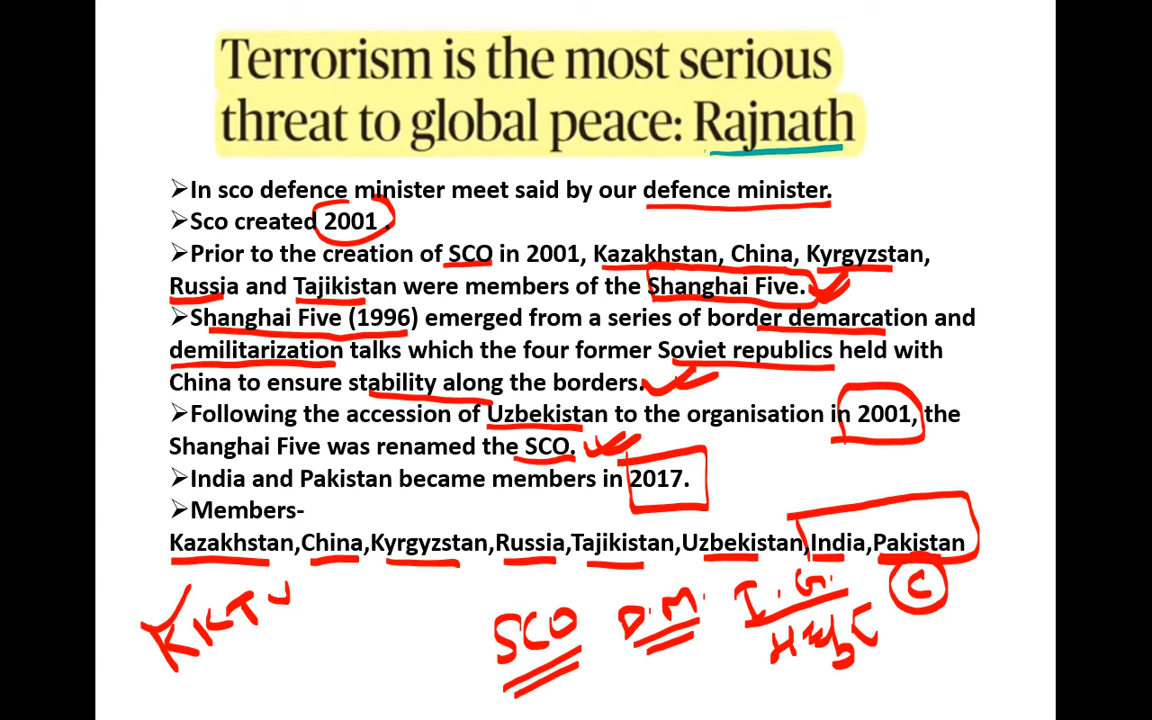 Terrorism is the most serious
threat to global peace: Rajnath
➢In sco defence minister meet said by our defence minister.
➢Sco created 2001 .
➢Prior to the creation of SCO in 2001, Kazakhstan, China, Kyrgyzstan,
Russia and Tajikistan were members of the Shanghai Five.
➢Shanghai Five (1996) emerged from a series of border demarcation and
demilitarization talks which the four former Soviet republics held with
China to ensure stability along the borders.
➢Following the accession of Uzbekistan to the organisation in 2001, the
Shanghai Five was renamed the SCO.
➢India and Pakistan became members in 2017.
➢Members-
Kazakhstan,China,Kyrgyzstan,Russia,Tajikistan,Uzbekistan,India,Pakistan
KKTU SCO D.M. I.G. C